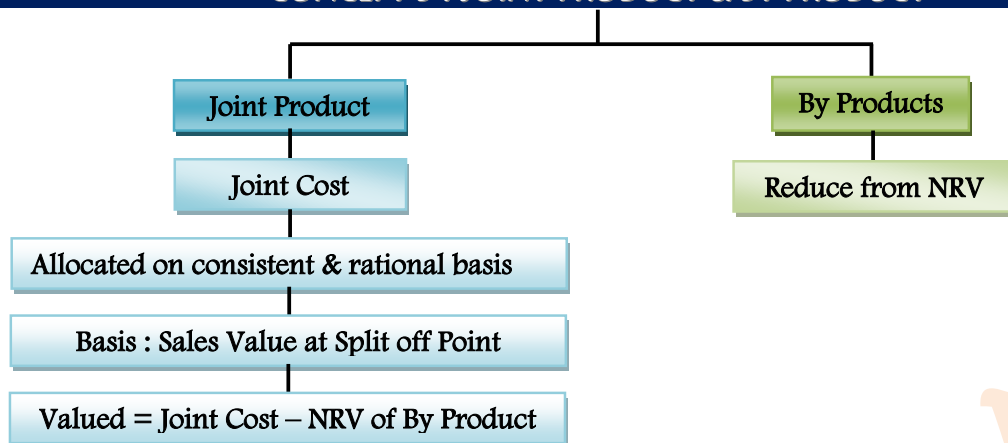 Joint Product
By Products
Joint Cost
Reduce from NRV
Allocated on consistent & rational basis
Basis : Sales Value at Split off Point
Valued = Joint Cost – NRV of By Product